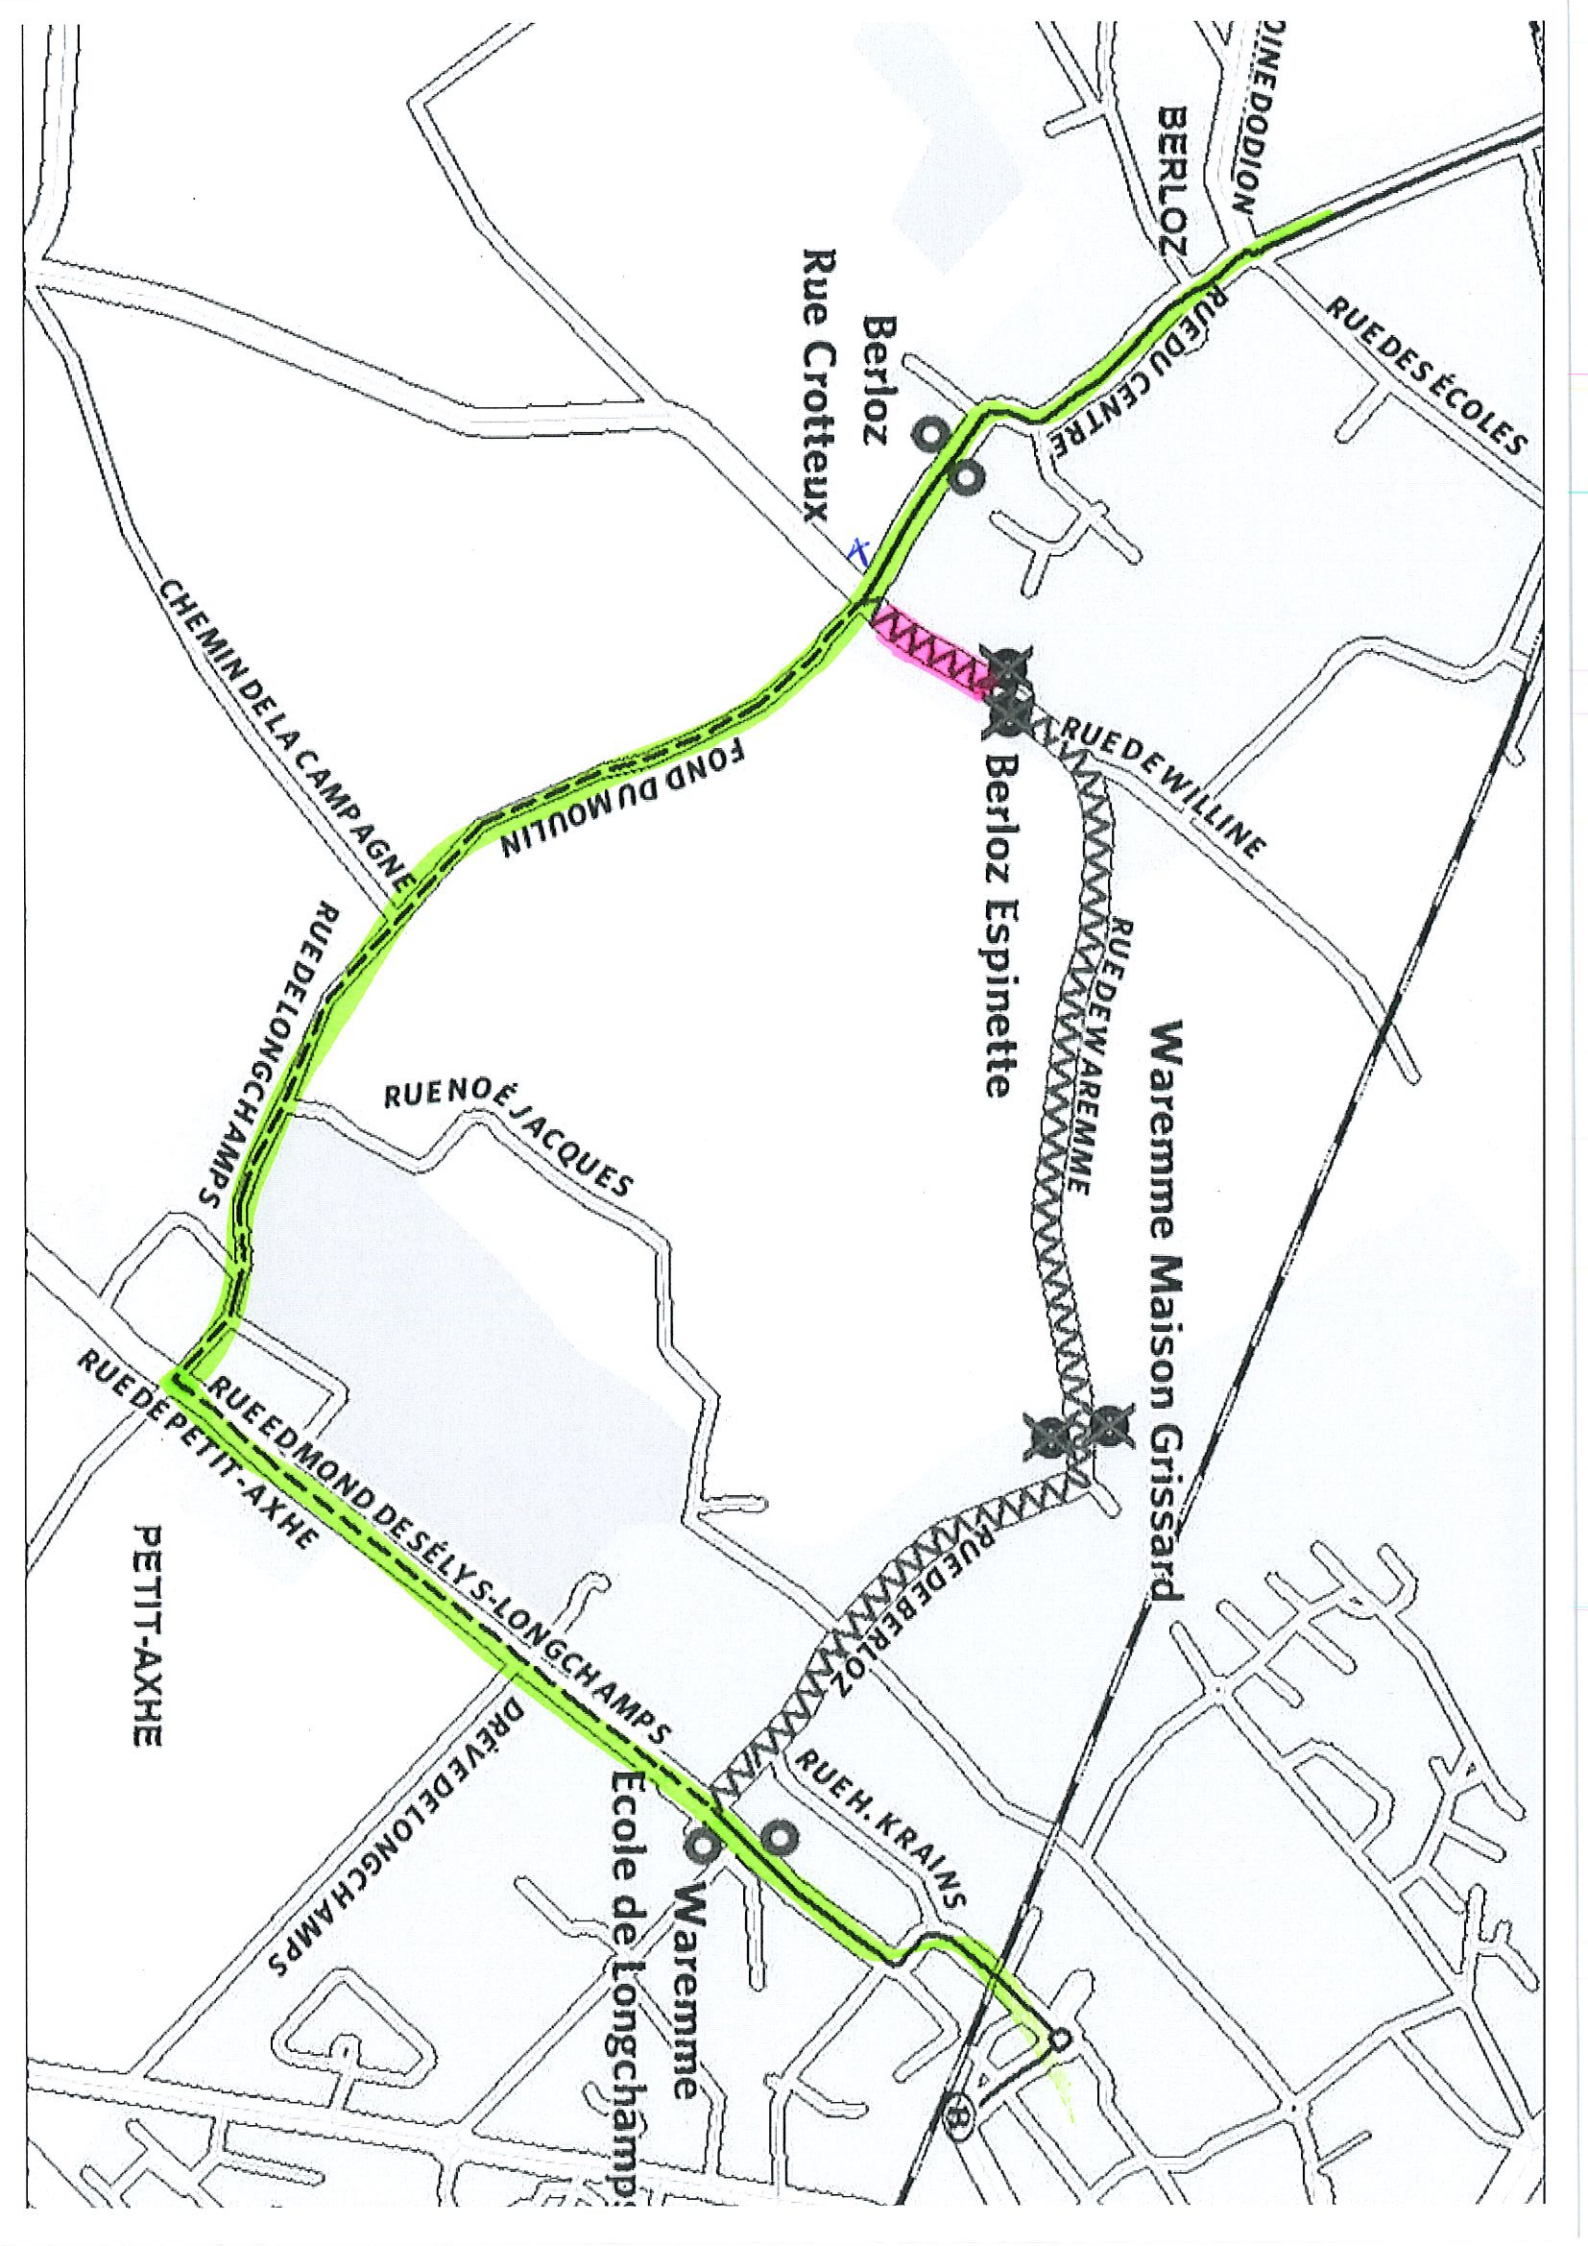 OINE DODION
BERLOZ
RUE DES ÉCOLES
RUE DU CENTRE
Berloz
Rue Crotteux
X
CHEMIN DE LA CAMPAGNE
FOND DU MOULIN
RUE DE WILLINE
Berloz Espinette
RUE DE WAREMME
Waremme Maison Grissard
RUE DE LONGCHAMPS
RUE NOÉ JACQUES
RUE DE PETIT-AXHE
RUE EDMOND DE SÉLYS-LONGCHAMPS
PETIT-AXHE
RUE DE BERLOZ
DRÈVE DE LONGCHAMPS
RUE H. KRAINS
Waremme
Ecole de Longchamps
B